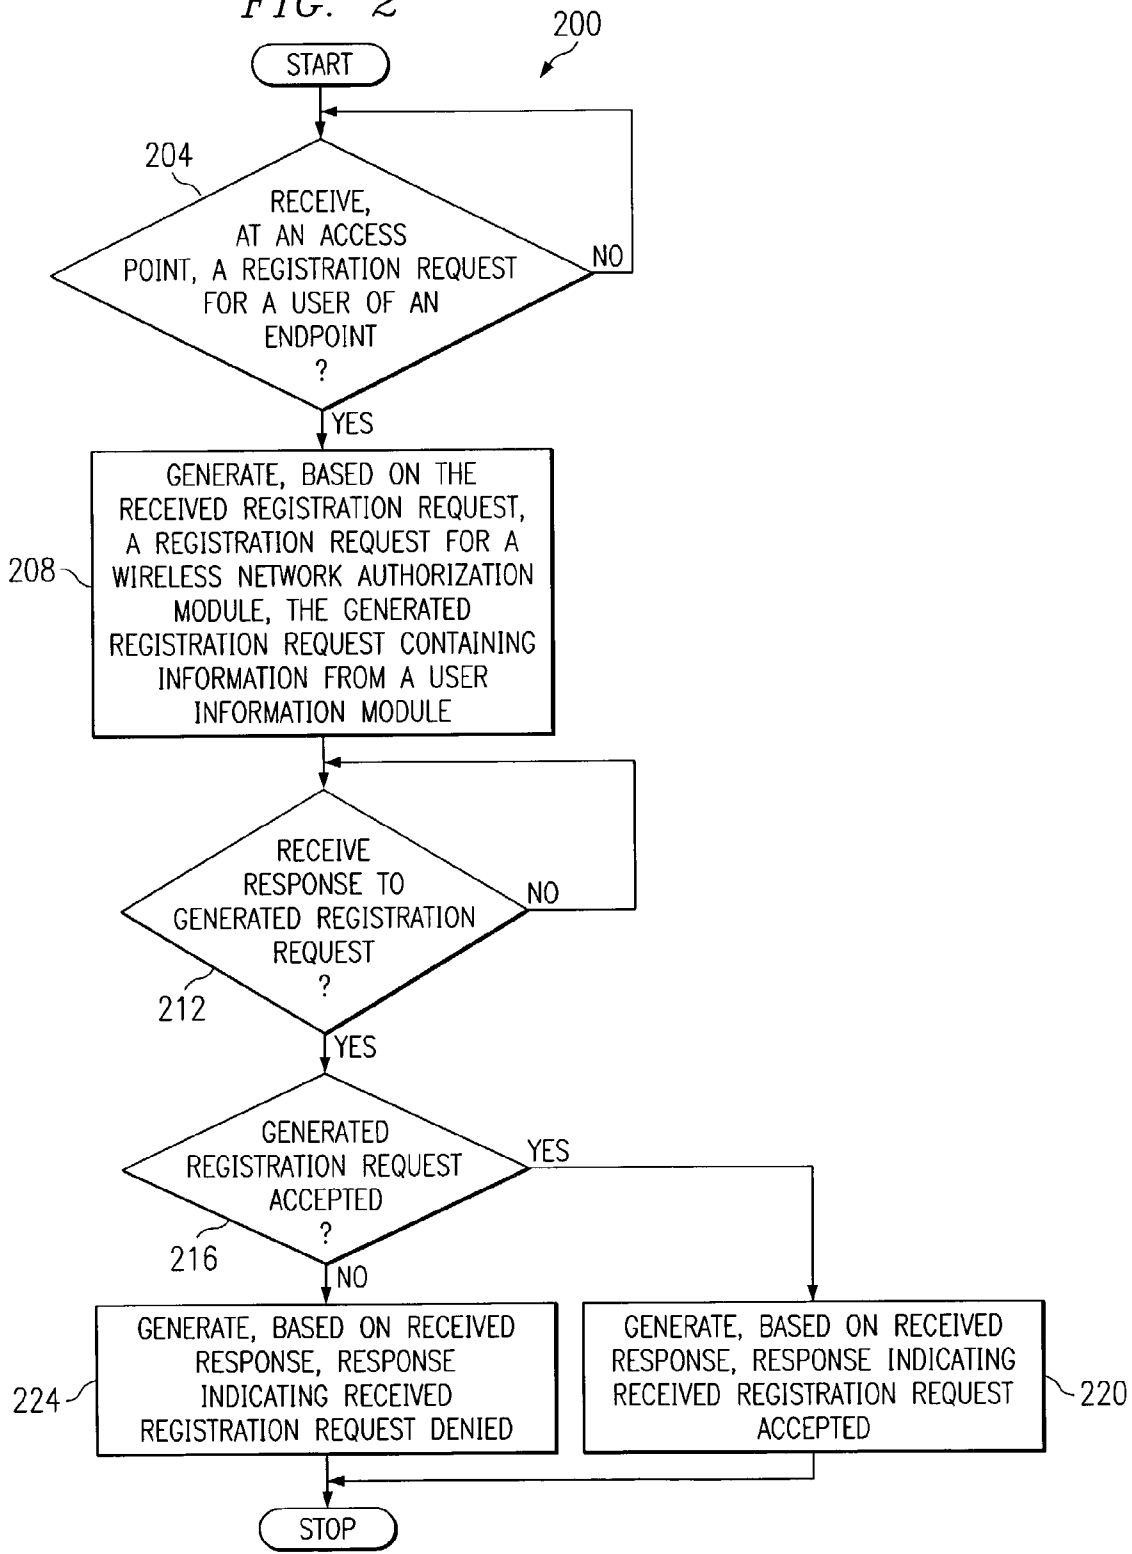 FIG. 2
200
START
204
RECEIVE,
AT AN ACCESS
POINT, A REGISTRATION REQUEST
FOR A USER OF AN
ENDPOINT
?
NO
YES
GENERATE, BASED ON THE
RECEIVED REGISTRATION REQUEST,
A REGISTRATION REQUEST FOR A
WIRELESS NETWORK AUTHORIZATION
MODULE, THE GENERATED
REGISTRATION REQUEST CONTAINING
INFORMATION FROM A USER
INFORMATION MODULE
208
RECEIVE
RESPONSE TO
GENERATED REGISTRATION
REQUEST
?
NO
212
YES
GENERATED
REGISTRATION REQUEST
ACCEPTED
?
YES
216
NO
GENERATE, BASED ON RECEIVED
RESPONSE, RESPONSE
INDICATING RECEIVED
REGISTRATION REQUEST DENIED
224
GENERATE, BASED ON RECEIVED
RESPONSE, RESPONSE INDICATING
RECEIVED REGISTRATION REQUEST
ACCEPTED
220
STOP